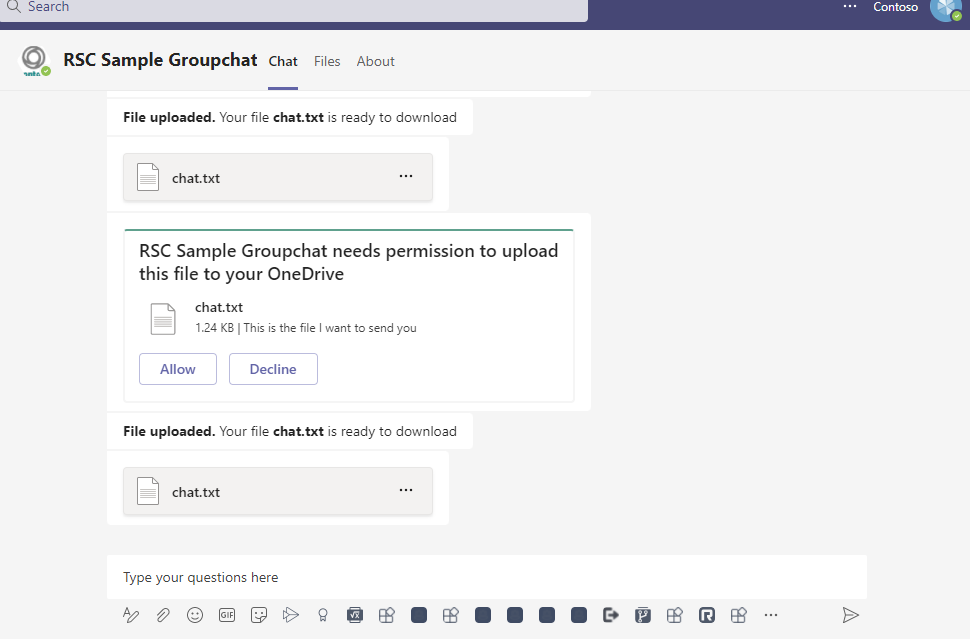 Search
... Contoso
RSC Sample Groupchat Chat Files About
File uploaded. Your file chat.txt is ready to download
chat.txt ...
RSC Sample Groupchat needs permission to upload
this file to your OneDrive
chat.txt
1.24 KB | This is the file I want to send you
Allow Decline
File uploaded. Your file chat.txt is ready to download
chat.txt ...
Type your questions here
GIF ...